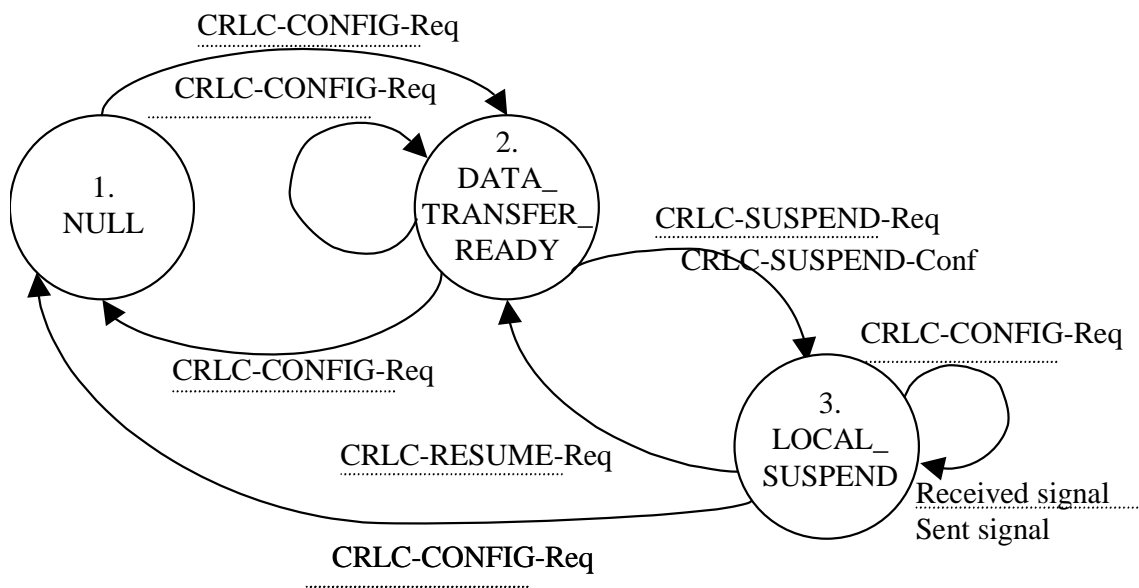 CRLC-CONFIG-Req
CRLC-CONFIG-Req
1.
NULL
2.
DATA_
TRANSFER_
READY
CRLC-SUSPEND-Req
CRLC-SUSPEND-Conf
CRLC-CONFIG-Req
CRLC-CONFIG-Req
3.
LOCAL_
SUSPEND
CRLC-RESUME-Req
Received signal
Sent signal
CRLC-CONFIG-Req